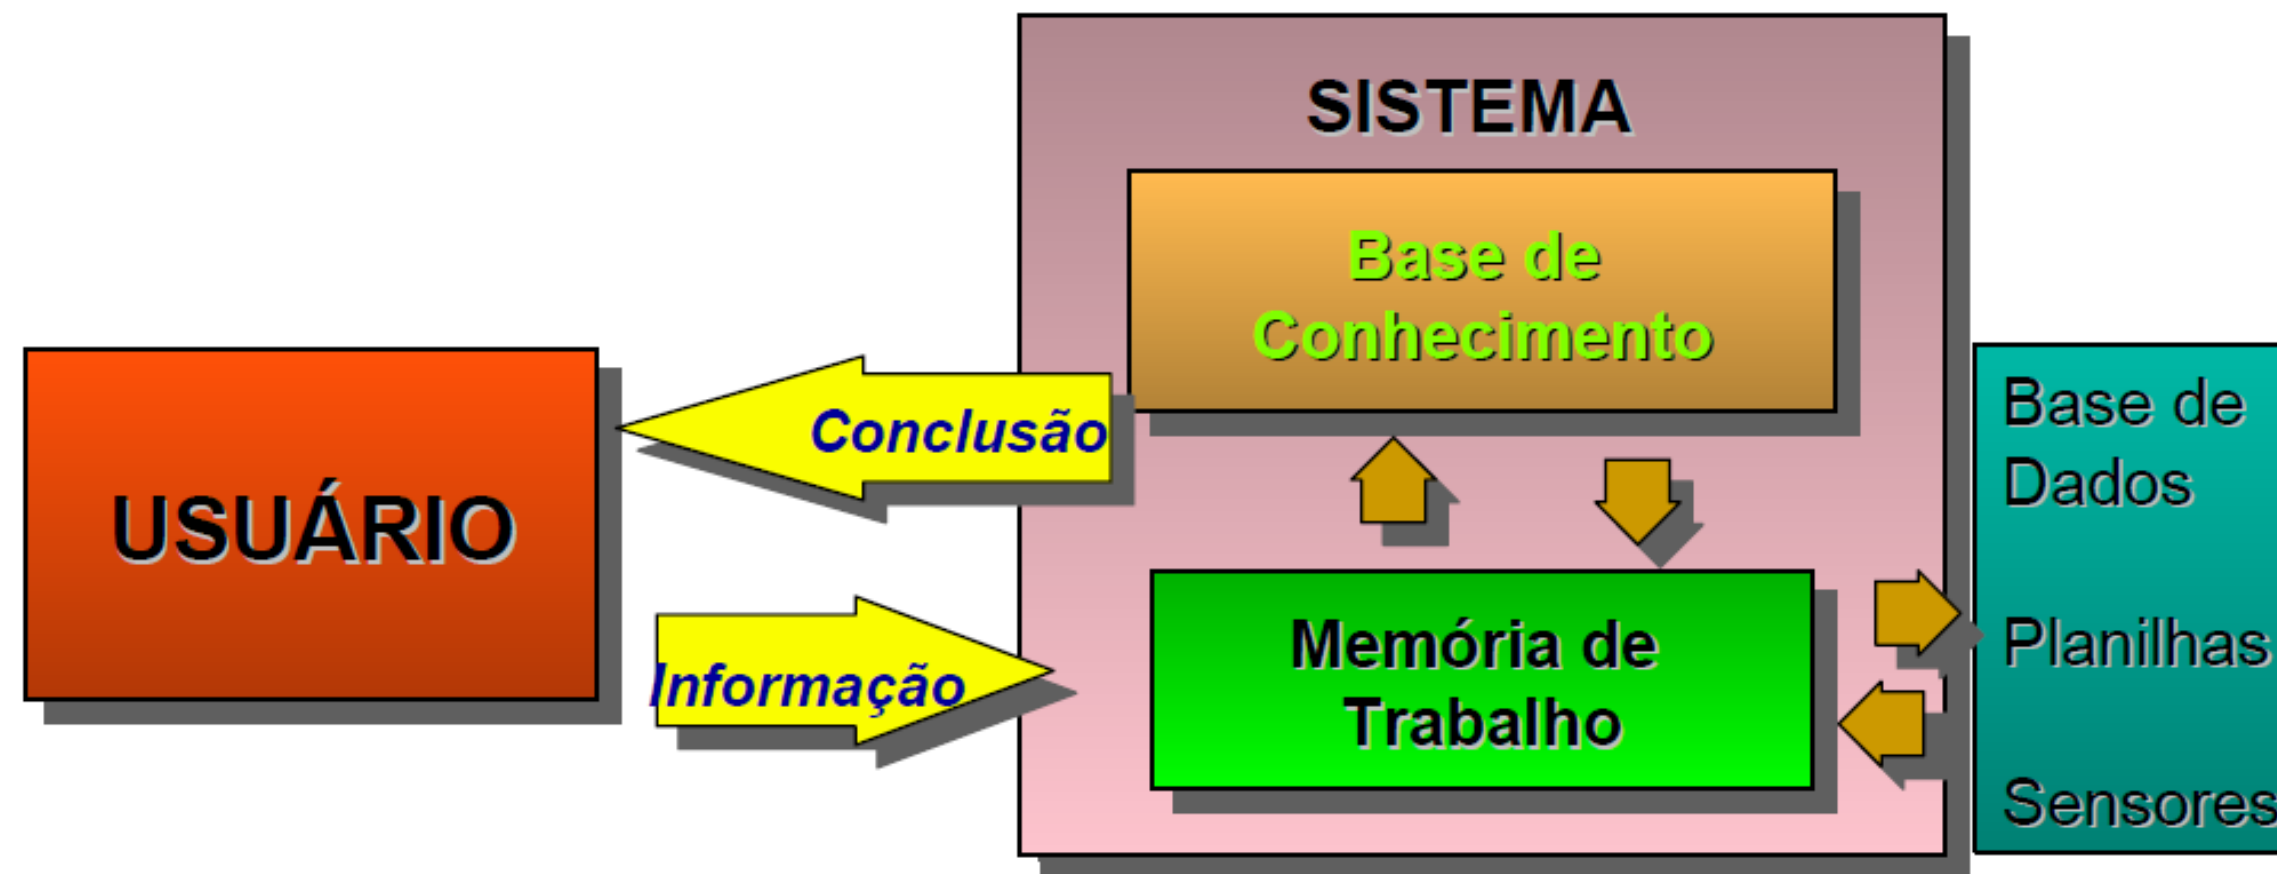 SISTEMA
Base de
Conhecimento
Conclusão
USUÁRIO
Informação
Memória de
Trabalho
Base de
Dados
Planilhas
Sensores